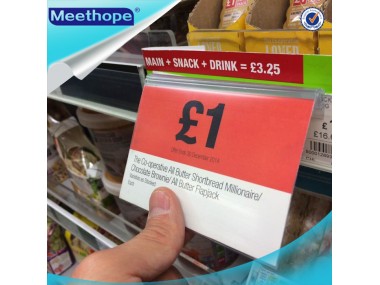 Meethope®
MAIN + SNACK + DRINK = £3.25
£1
The Co-operative All Butter Shortbread Millionaire/
Chocolate Brownie/ All Butter Flapjack